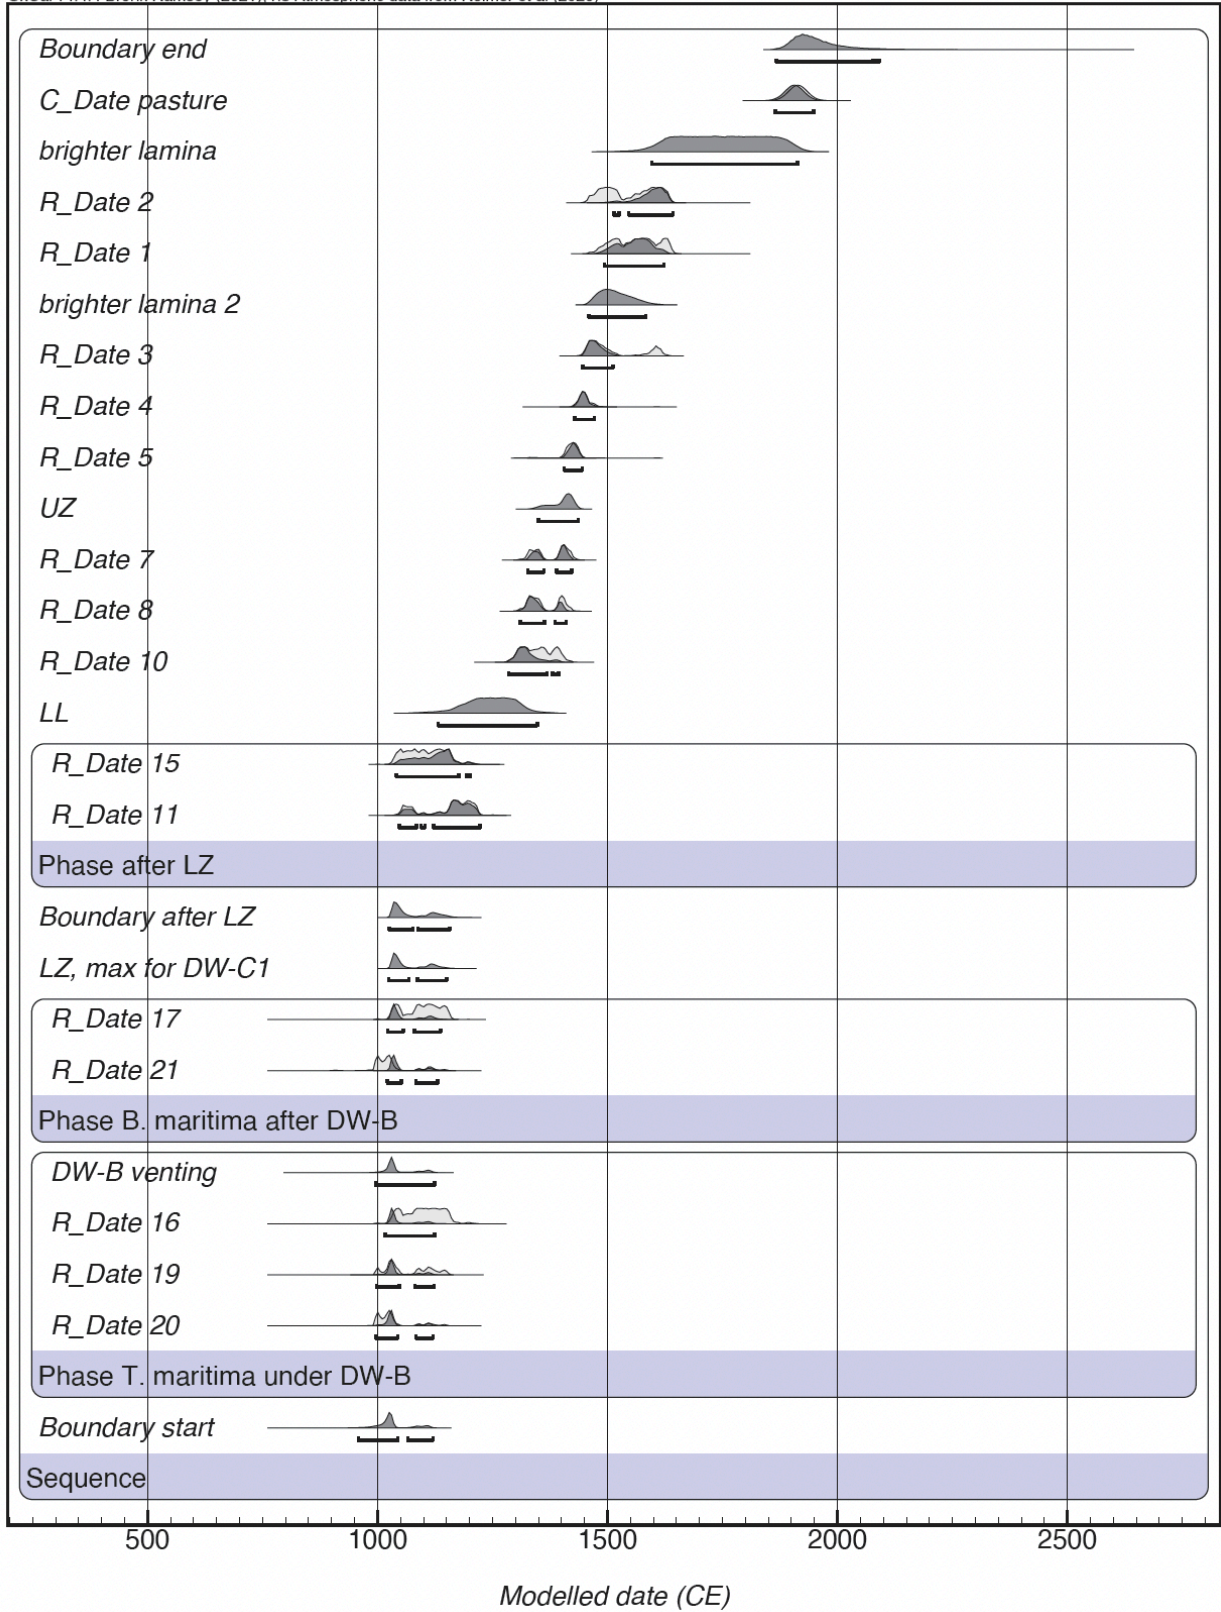 Boundary end
C_Date pasture
brighter lamina
R_Date 2
R_Date 1
brighter lamina 2
R_Date 3
R_Date 4
R_Date 5
UZ
R_Date 7
R_Date 8
R_Date 10
LL
R_Date 15
R_Date 11
Phase after LZ
Boundary after LZ
LZ, max for DW-C1
R_Date 17
R_Date 21
Phase B. maritima after DW-B
DW-B venting
R_Date 16
R_Date 19
R_Date 20
Phase T. maritima under DW-B
Boundary start
Sequence
500 1000 1500 2000 2500
Modelled date (CE)